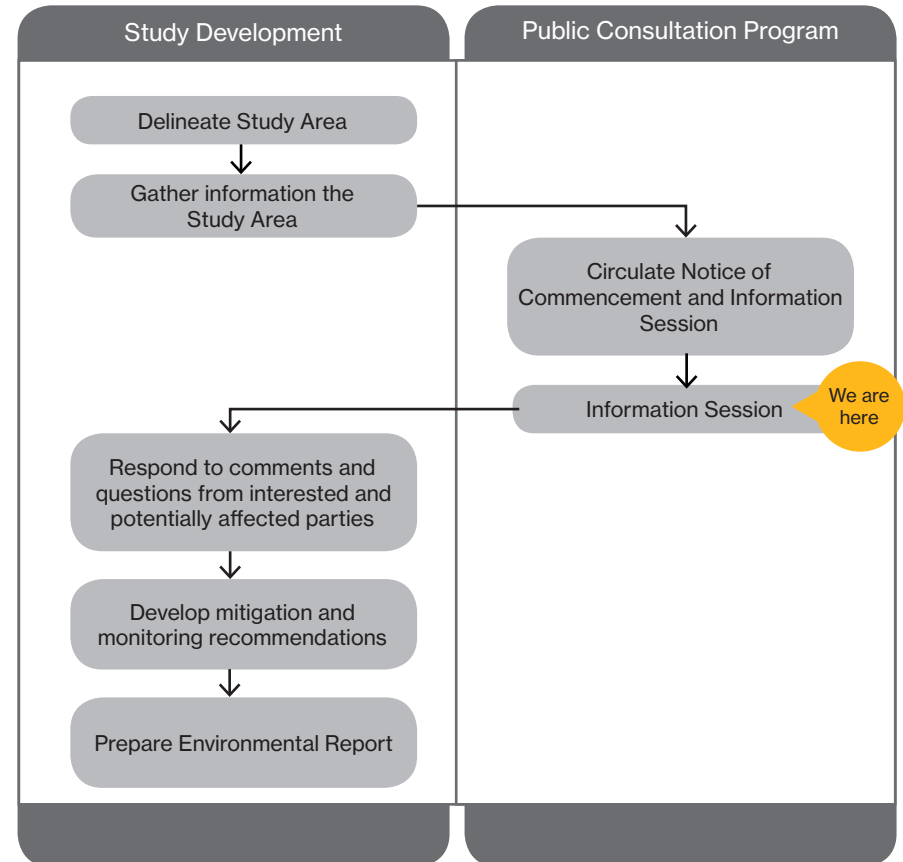 Study Development
Public Consultation Program
Delineate Study Area
Gather information the
Study Area
Circulate Notice of
Commencement and Information
Session
Information Session
We are
here
Respond to comments and
questions from interested and
potentially affected parties
Develop mitigation and
monitoring recommendations
Prepare Environmental Report